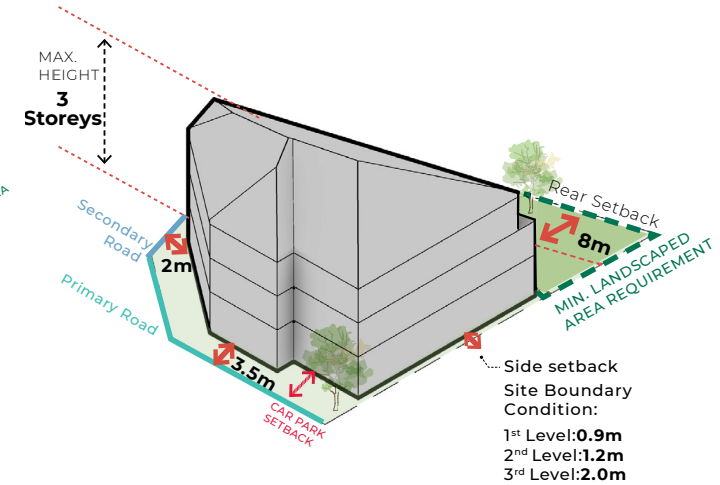 MAX.
HEIGHT
3
Storeys
Secondary
Road
2m
Primary Road
3.5m
CAR PARK
SETBACK
Rear Setback
8m
MIN. LANDSCAPED
AREA REQUIREMENT
Side setback
Site Boundary
Condition:
1st Level:0.9m
2nd Level:1.2m
3rd Level:2.0m